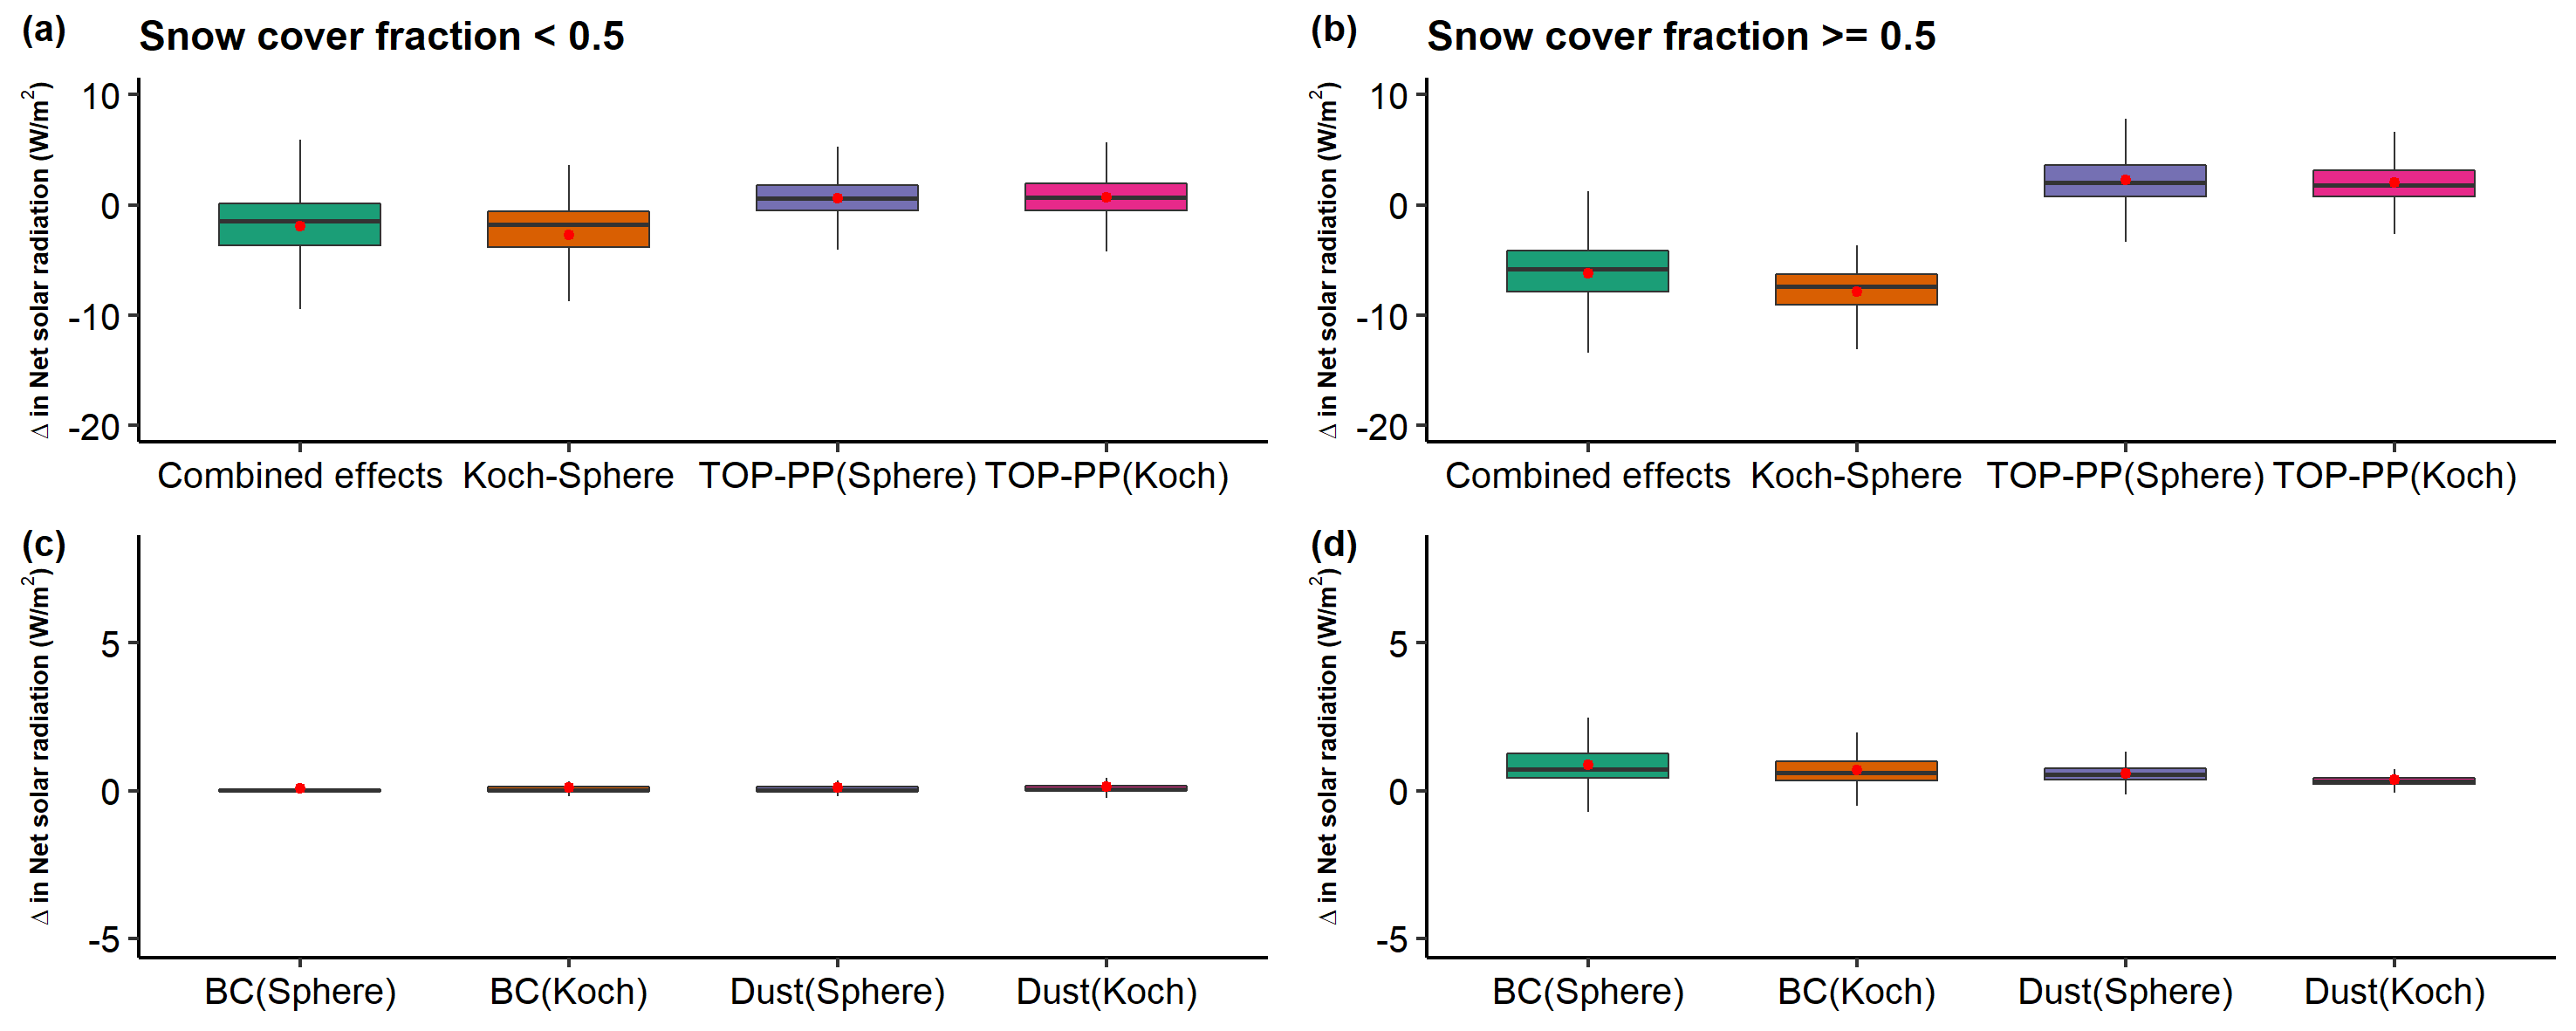 (a) Snow cover fraction < 0.5
Δ in Net solar radiation (W/m²)
10
0
-10
-20
Combined effects Koch-Sphere TOP-PP(Sphere) TOP-PP(Koch)
(b) Snow cover fraction >= 0.5
Δ in Net solar radiation (W/m²)
10
0
-10
-20
Combined effects Koch-Sphere TOP-PP(Sphere) TOP-PP(Koch)
(c)
Δ in Net solar radiation (W/m²)
5
0
-5
BC(Sphere) BC(Koch) Dust(Sphere) Dust(Koch)
(d)
Δ in Net solar radiation (W/m²)
5
0
-5
BC(Sphere) BC(Koch) Dust(Sphere) Dust(Koch)